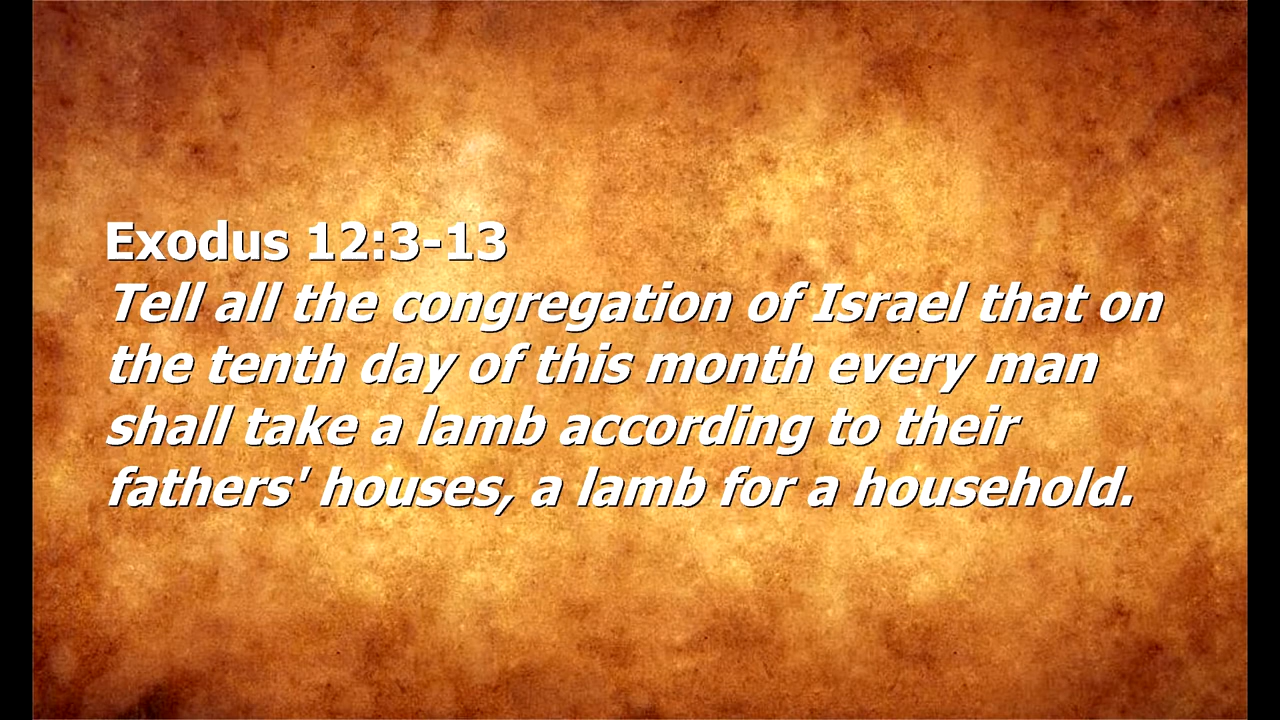 Exodus 12:3-13
Tell all the congregation of Israel that on
the tenth day of this month every man
shall take a lamb according to their
fathers' houses, a lamb for a household.